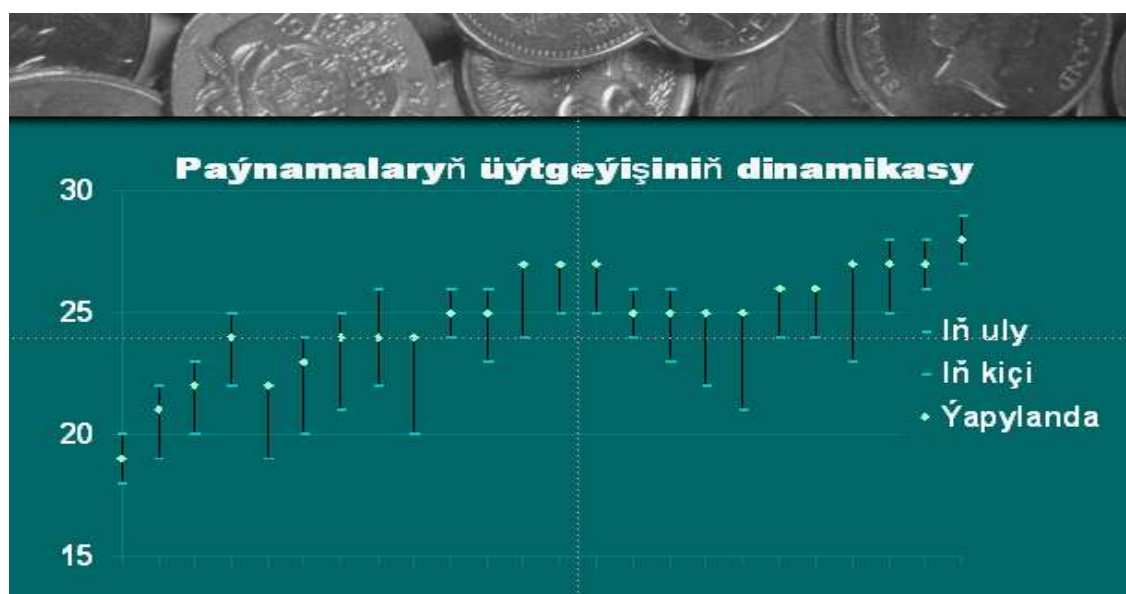 Paýnamalaryň üýtgeýişiniň dinamikasy
30
25
20
15
Iň uly
Iň kiçi
Ýapylanda